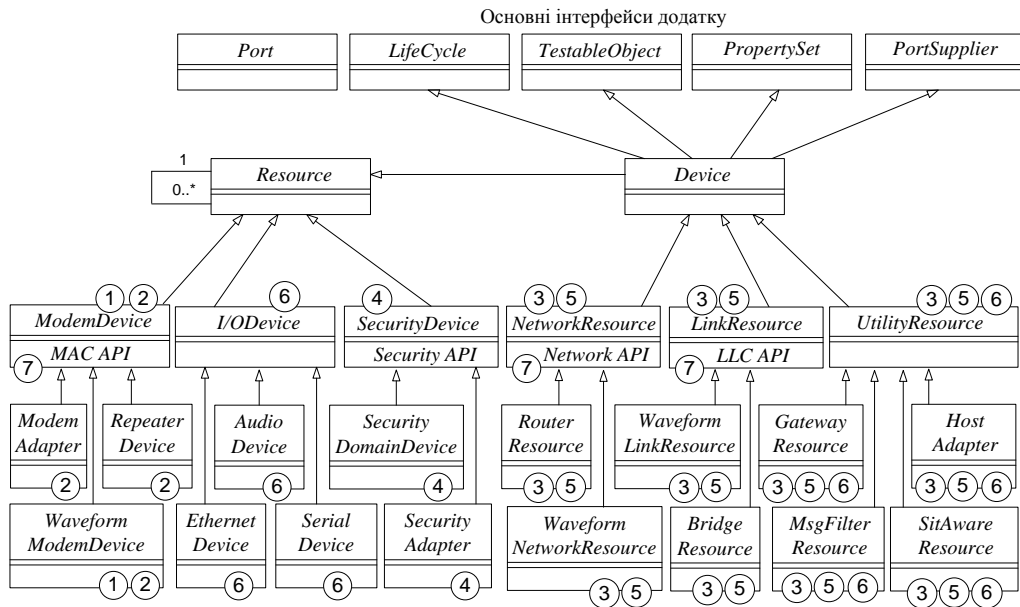 Основні інтерфейси додатку
Port
LifeCycle
TestableObject
PropertySet
PortSupplier
1
0..*
Resource
Device
1 2
ModemDevice
MAC API
7
6
I/ODevice
4
SecurityDevice
Security API
3 5
NetworkResource
Network API
7
3 5
LinkResource
LLC API
7
3 5 6
UtilityResource
Modem
Adapter
2
Repeater
Device
2
Audio
Device
6
Security
DomainDevice
4
Router
Resource
3 5
Waveform
LinkResource
3 5
Gateway
Resource
3 5 6
Host
Adapter
3 5 6
Waveform
ModemDevice
1 2
Ethernet
Device
6
Serial
Device
6
Security
Adapter
4
Waveform
NetworkResource
3 5
Bridge
Resource
3 5
MsgFilter
Resource
3 5 6
SitAware
Resource
3 5 6